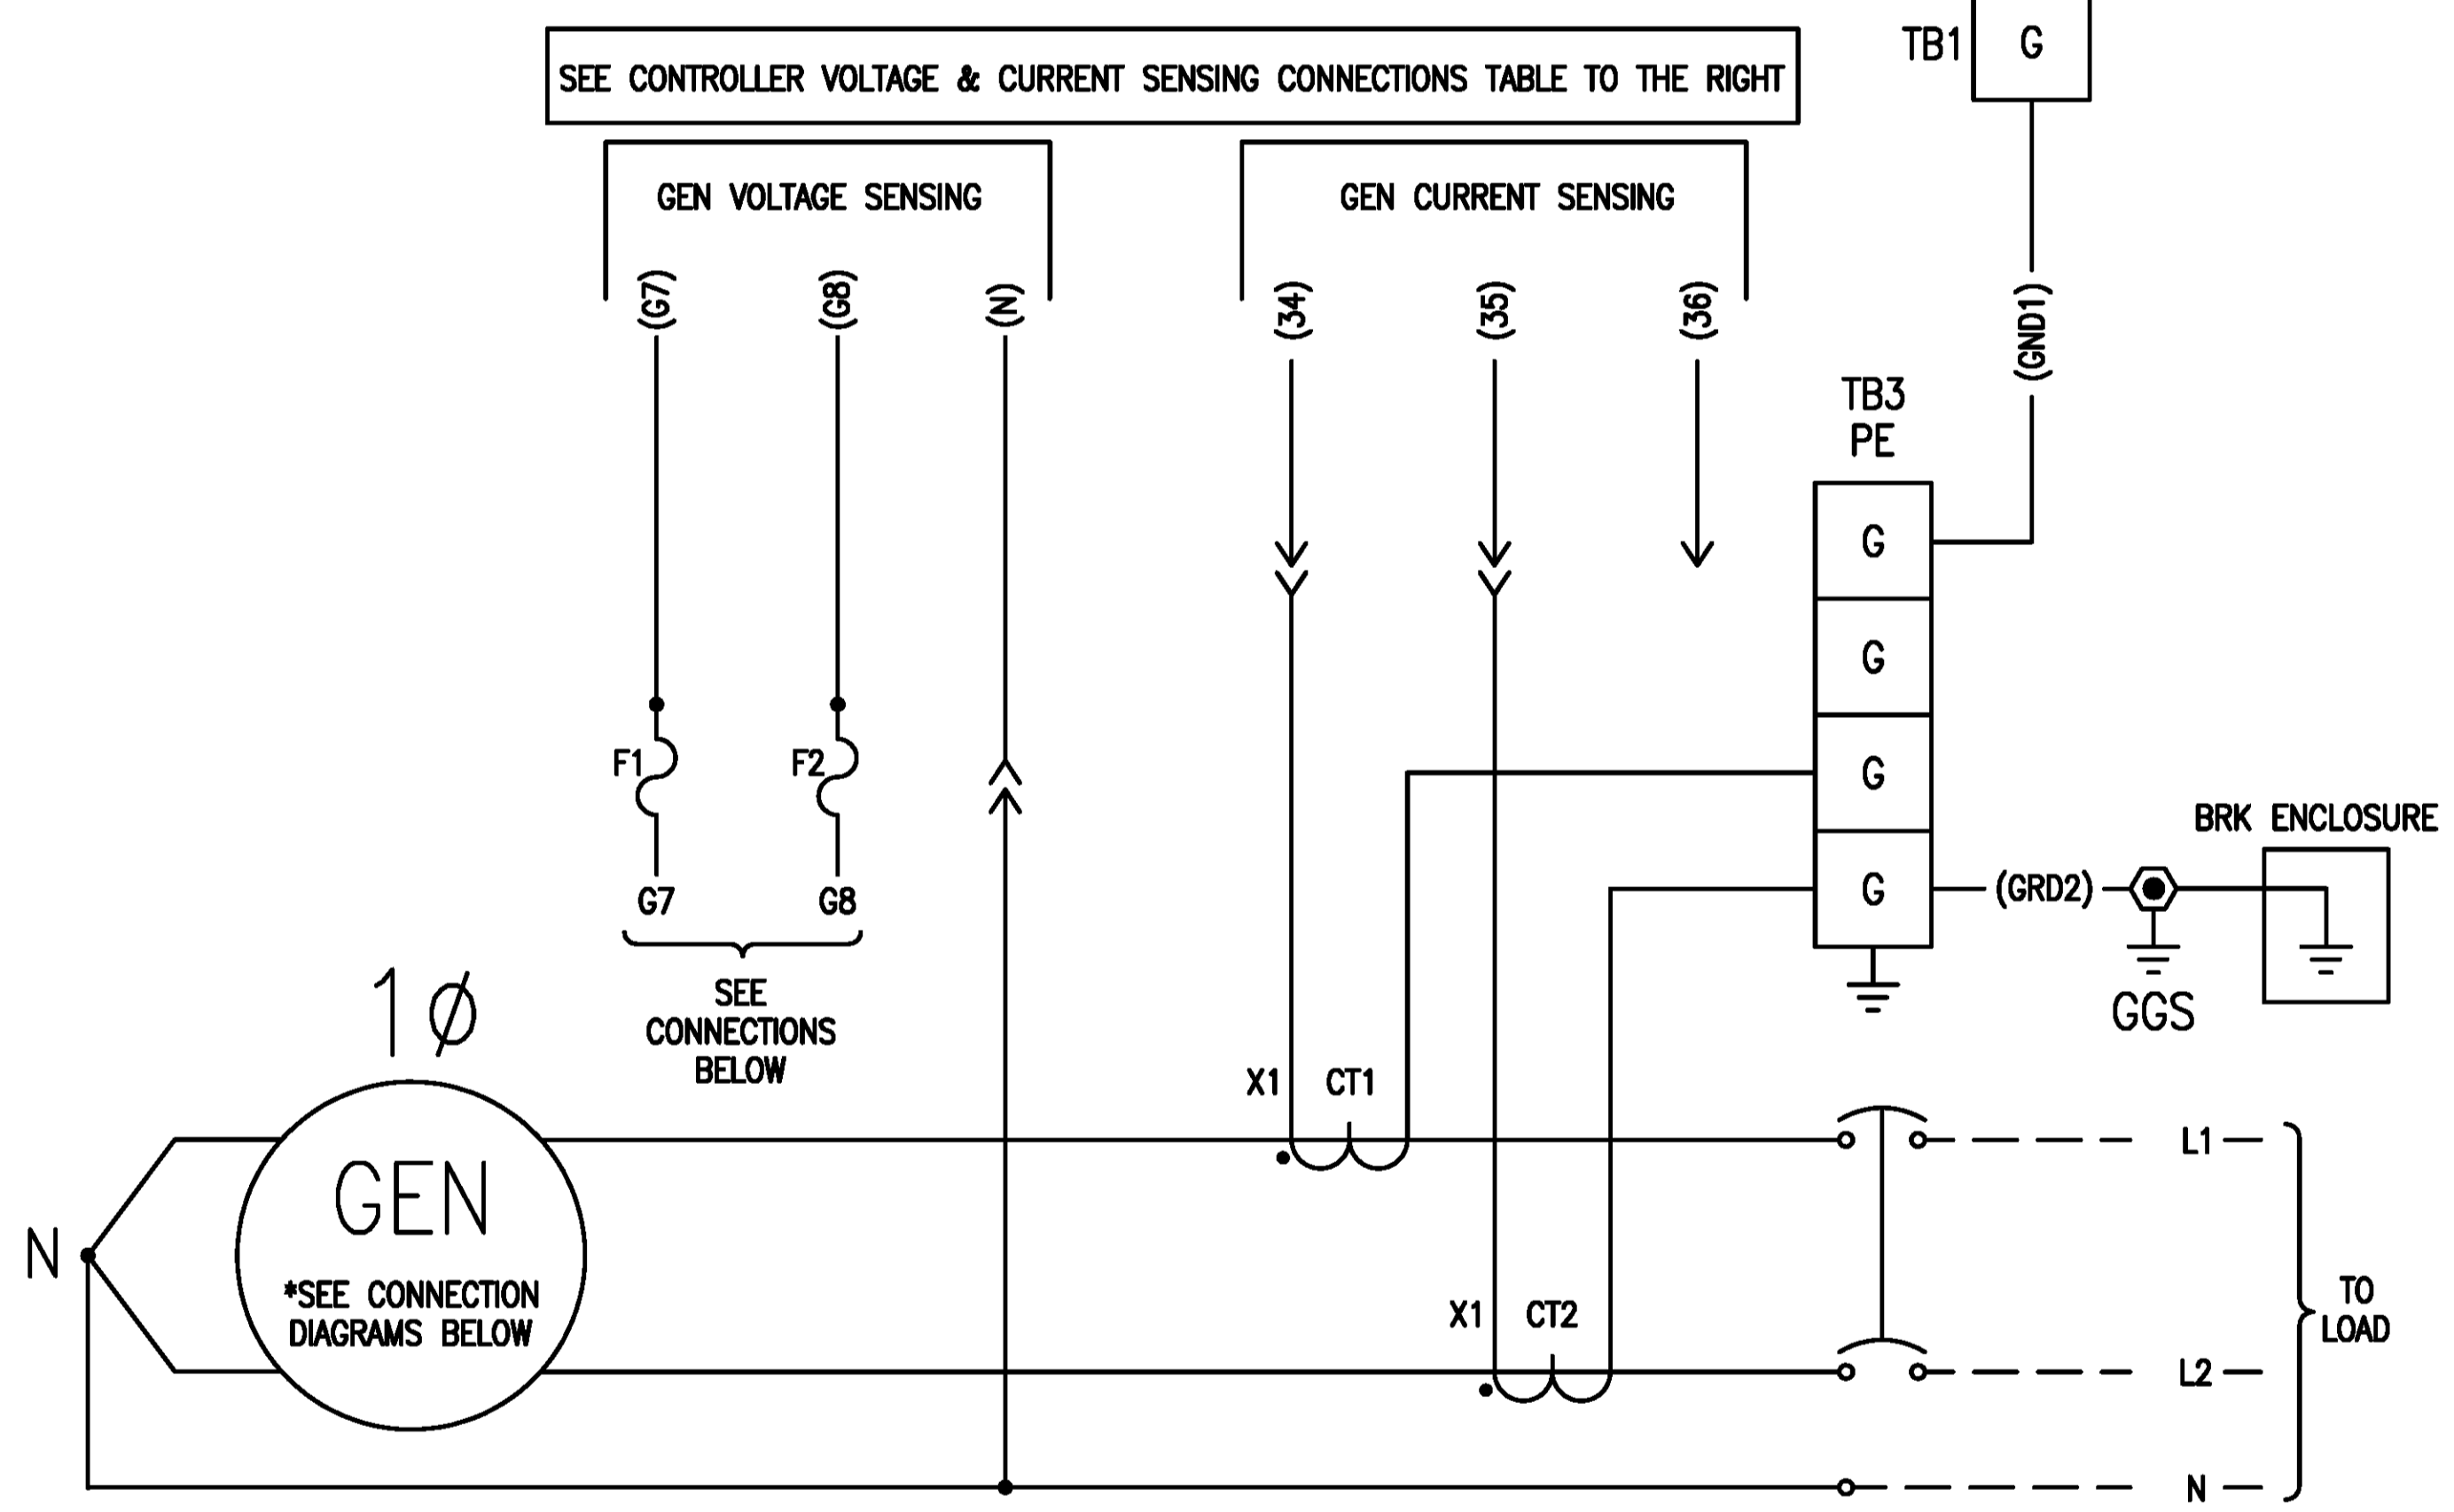 SEE CONTROLLER VOLTAGE & CURRENT SENSING CONNECTIONS TABLE TO THE RIGHT
TB1
G
GEN VOLTAGE SENSING
GEN CURRENT SENSING
(G7)
(G8)
(N)
(34)
(35)
(36)
(GND1)
TB3
PE
G
G
G
G
F1
F2
G7
G8
SEE
CONNECTIONS
BELOW
(GRD2)
BRK ENCLOSURE
GGS
1Ø
GEN
*SEE CONNECTION
DIAGRAMS BELOW
N
X1
CT1
X1
CT2
L1
L2
N
TO
LOAD